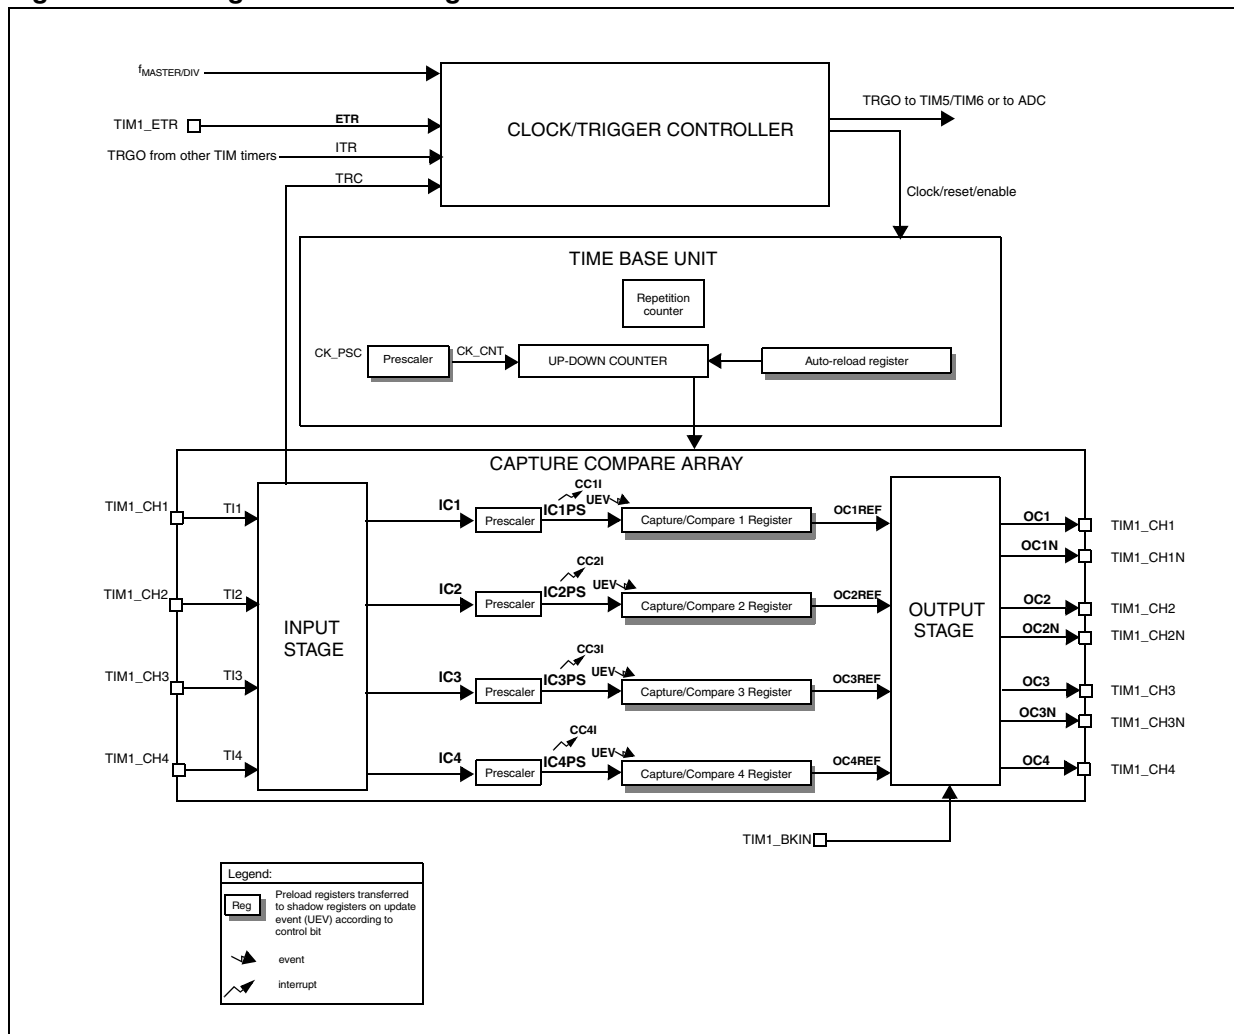 fMASTER/DIV
TRGO to TIM5/TIM6 or to ADC
TIM1_ETR
ETR
CLOCK/TRIGGER CONTROLLER
TRGO from other TIM timers
ITR
TRC
Clock/reset/enable
TIME BASE UNIT
Repetition
counter
CK_PSC
Prescaler
CK_CNT
UP-DOWN COUNTER
Auto-reload register
CAPTURE COMPARE ARRAY
TIM1_CH1
TI1
IC1
Prescaler
IC1PS
CC1I
UEV
Capture/Compare 1 Register
OC1REF
OC1
TIM1_CH1
OC1N
TIM1_CH1N
TIM1_CH2
TI2
IC2
Prescaler
IC2PS
CC2I
UEV
Capture/Compare 2 Register
OC2REF
OC2
TIM1_CH2
OC2N
TIM1_CH2N
INPUT
STAGE
OUTPUT
STAGE
TIM1_CH3
TI3
IC3
Prescaler
IC3PS
CC3I
UEV
Capture/Compare 3 Register
OC3REF
OC3
TIM1_CH3
OC3N
TIM1_CH3N
TIM1_CH4
TI4
IC4
Prescaler
IC4PS
CC4I
UEV
Capture/Compare 4 Register
OC4REF
OC4
TIM1_CH4
TIM1_BKIN
Legend:
Reg
Preload registers transferred
to shadow registers on update
event (UEV) according to
control bit
event
interrupt